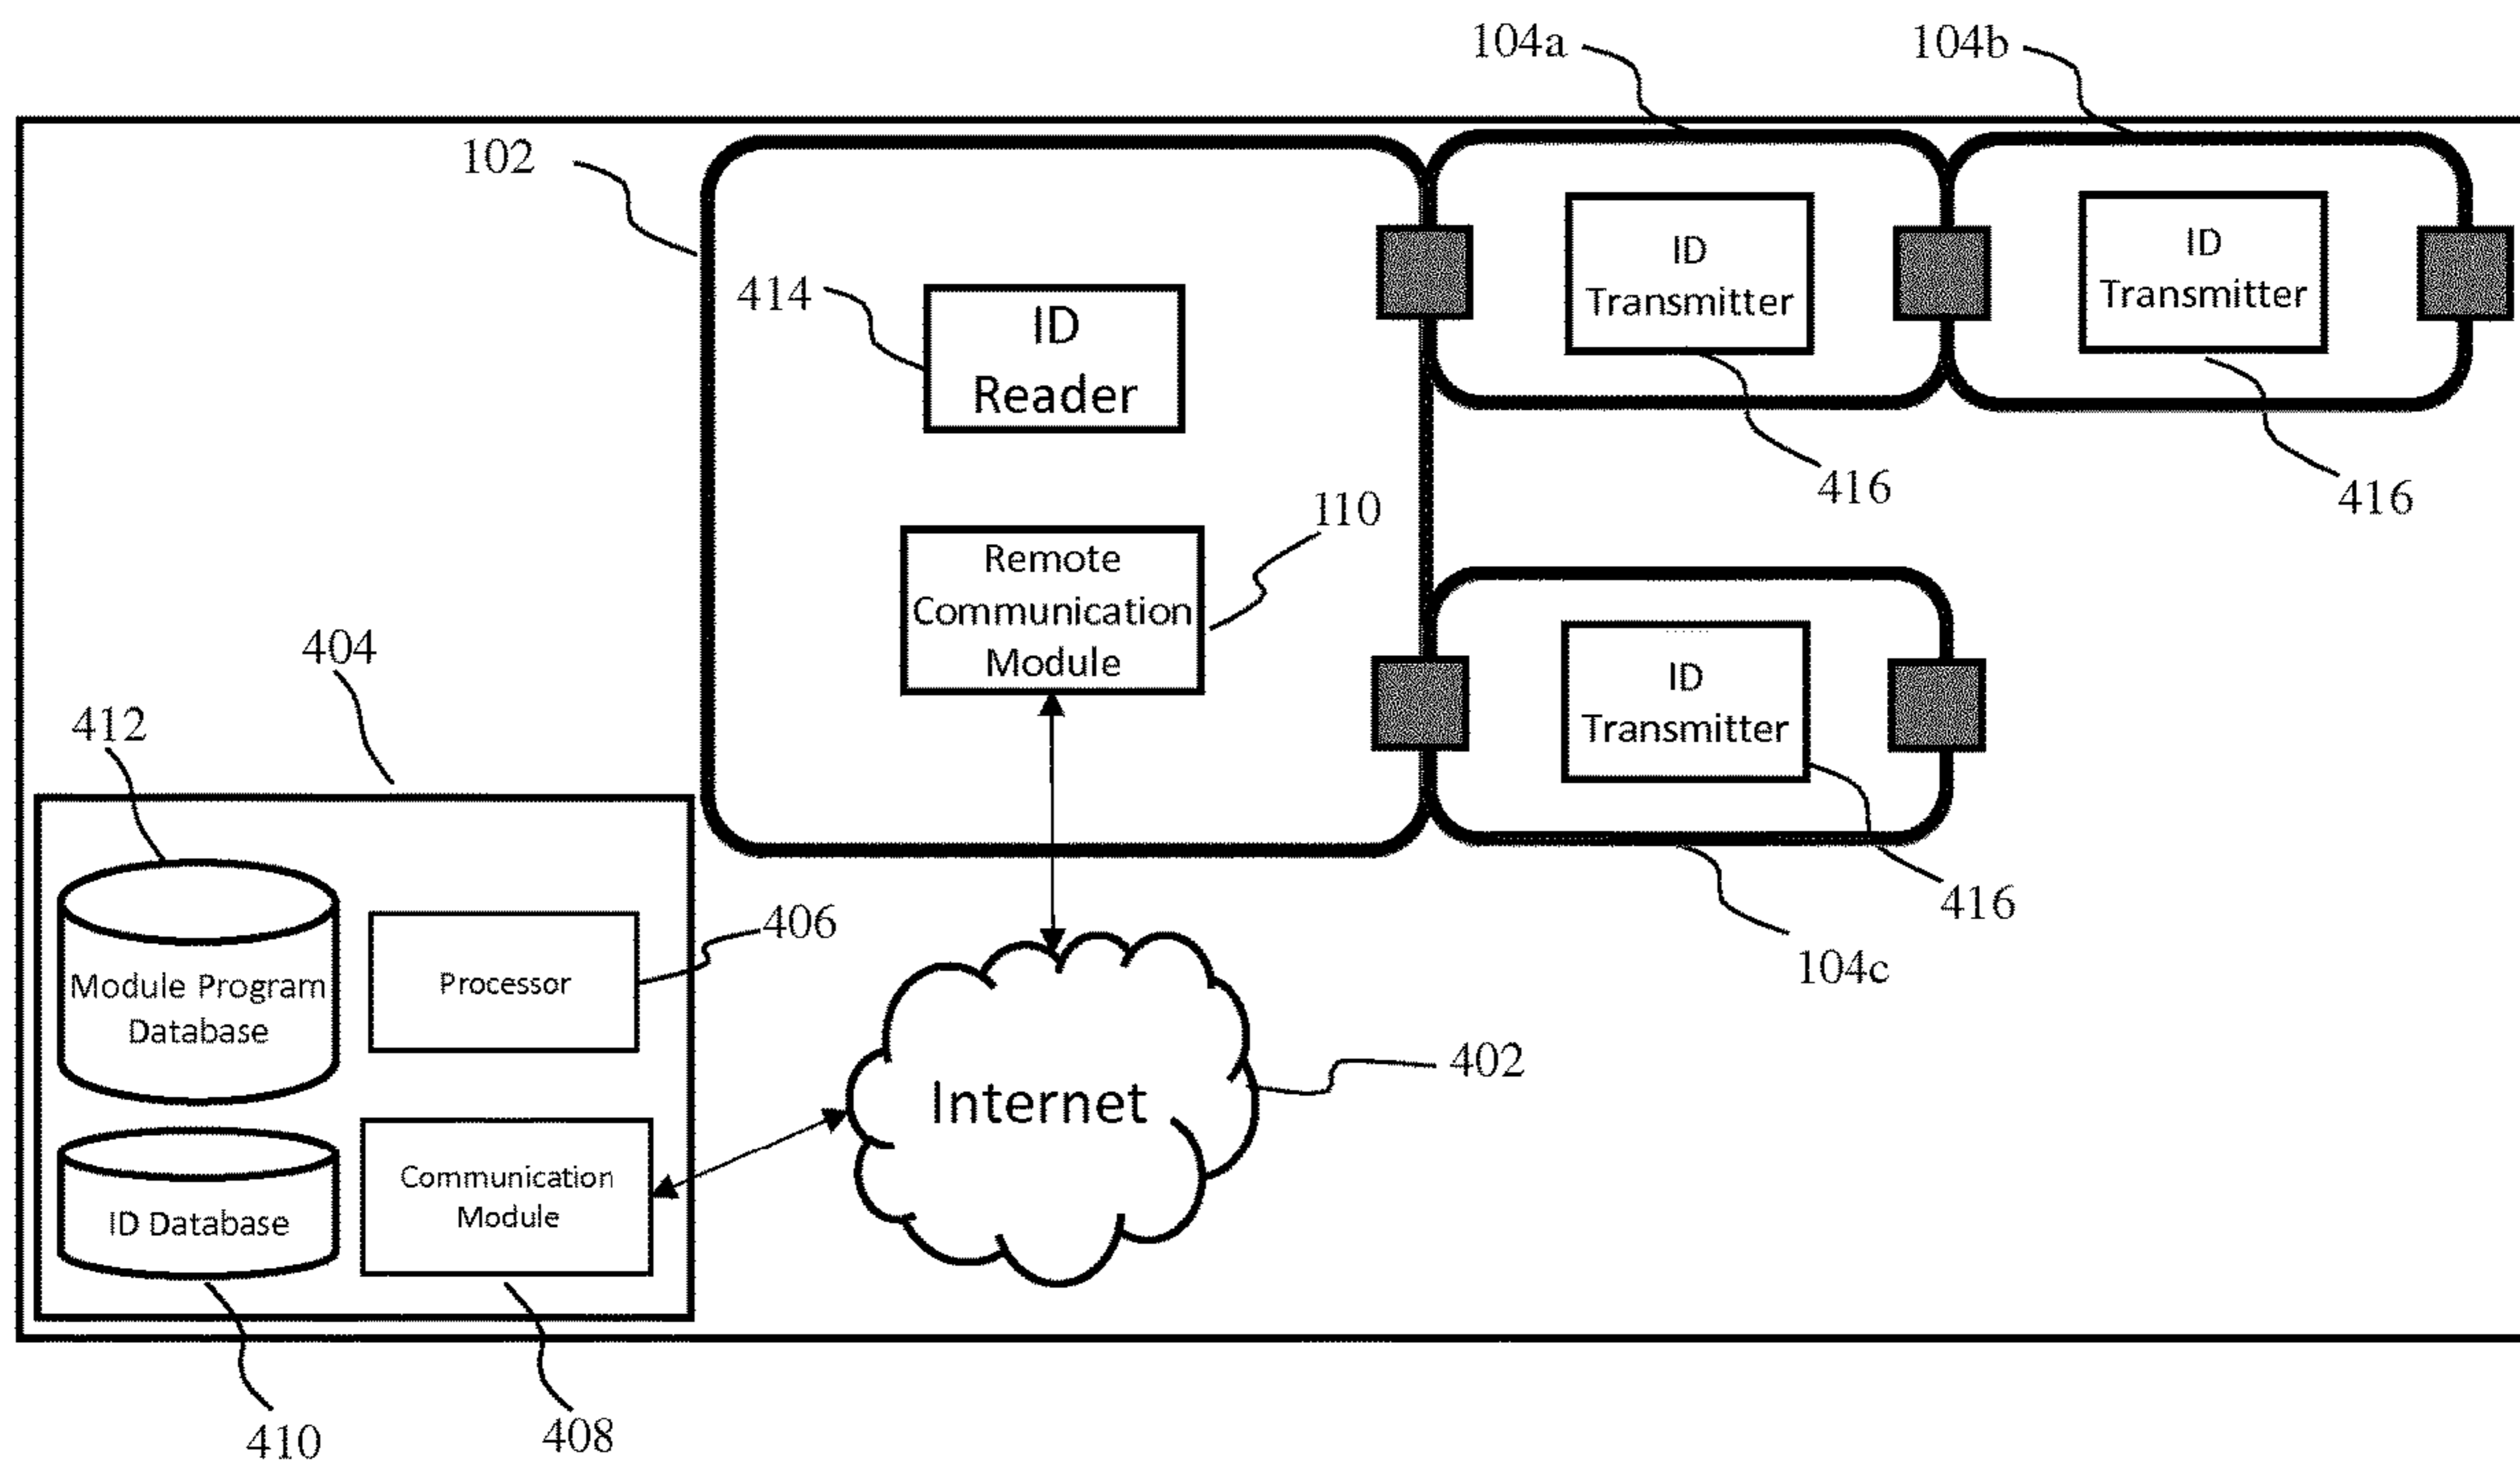 104a
104b
102
ID
Transmitter
ID
Transmitter
414
ID
Reader
416
416
110
Remote
Communication
Module
404
ID
Transmitter
412
416
406
104c
Module Program
Database
Processor
402
Internet
Communication
Module
ID Database
410
408